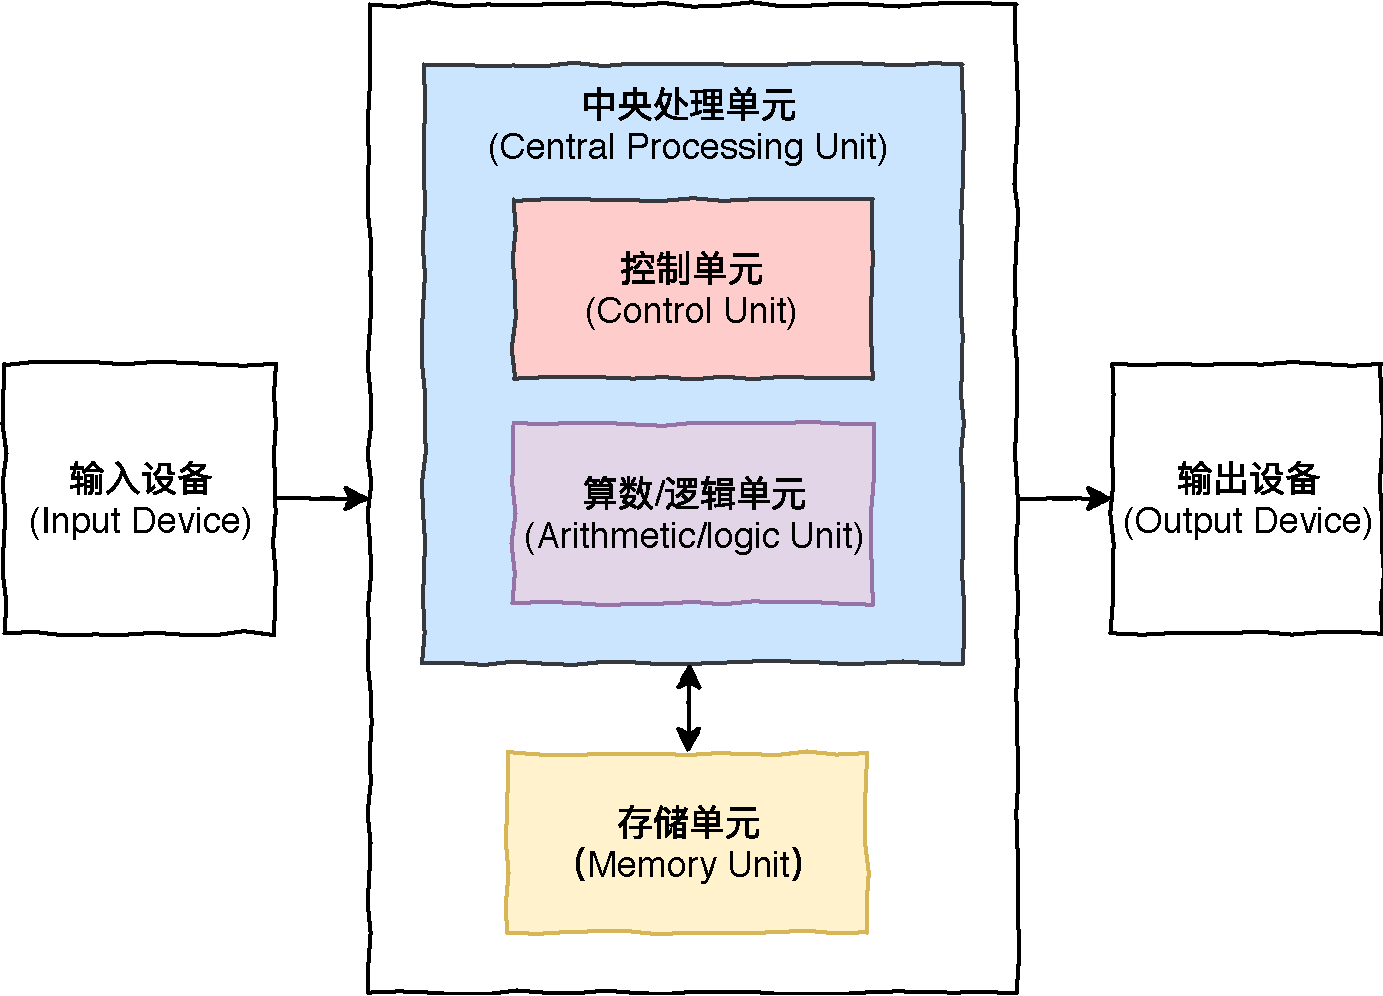 中央处理单元
(Central Processing Unit)
控制单元
(Control Unit)
算数/逻辑单元
(Arithmetic/logic Unit)
输入设备
(Input Device)
输出设备
(Output Device)
存储单元
(Memory Unit)